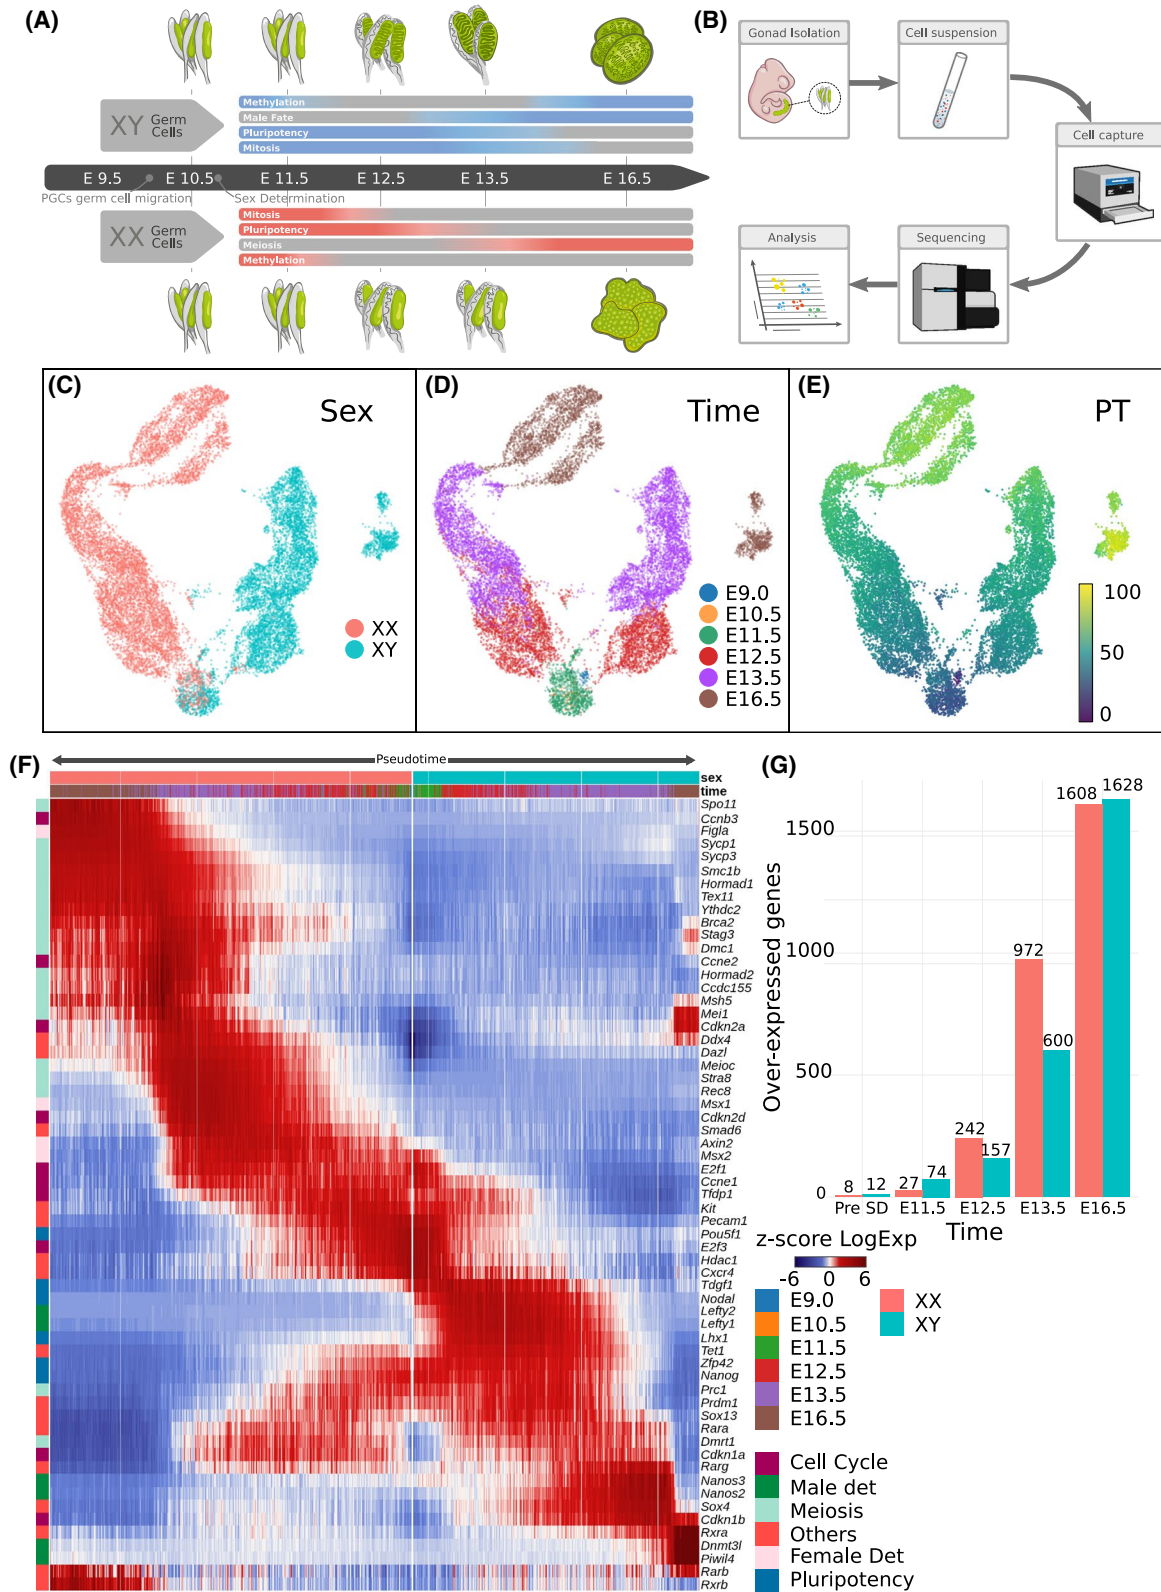 (A)
XY Germ
Cells
Methylation
Male Fate
Pluripotency
Mitosis
E 9.5 E 10.5 E 11.5 E 12.5 E 13.5 E 16.5
PGCs germ cell migration Sex Determination
XX Germ
Cells
Mitosis
Pluripotency
Meiosis
Methylation
(B)
Gonad Isolation
Cell suspension
Cell capture
Analysis
Sequencing
(C)
Sex
XX
XY
(D)
Time
E9.0
E10.5
E11.5
E12.5
E13.5
E16.5
(E)
PT
100
50
0
(F)
Pseudotime
sex
time
Spo11
Ccnb3
Figla
Sycp1
Sycp3
Smc1b
Hormad1
Tex11
Ythdc2
Brca2
Stag3
Dmc1
Ccne2
Hormad2
Ccdc155
Msh5
Mei1
Cdkn2a
Ddx4
Dazl
Meioc
Stra8
Rec8
Msx1
Cdkn2d
Smad6
Axin2
Msx2
E2f1
Ccne1
Tfdp1
Kit
Pecam1
Pou5f1
E2f3
Hdac1
Cxcr4
Tdgf1
Nodal
Lefty2
Lefty1
Lhx1
Tet1
Zfp42
Nanog
Prc1
Prdm1
Sox13
Rara
Dmrt1
Cdkn1a
Rarg
Nanos3
Nanos2
Sox4
Cdkn1b
Rxra
Dnmt3l
Piwil4
Rarb
Rxrb
(G)
Over-expressed genes
1500
1000
500
0
8 12
27 74
242 157
972 600
1608 1628
Pre SD E11.5 E12.5 E13.5 E16.5
Time
z-score LogExp
-6 0 6
E9.0
E10.5
E11.5
E12.5
E13.5
E16.5
XX
XY
Cell Cycle
Male det
Meiosis
Others
Female Det
Pluripotency